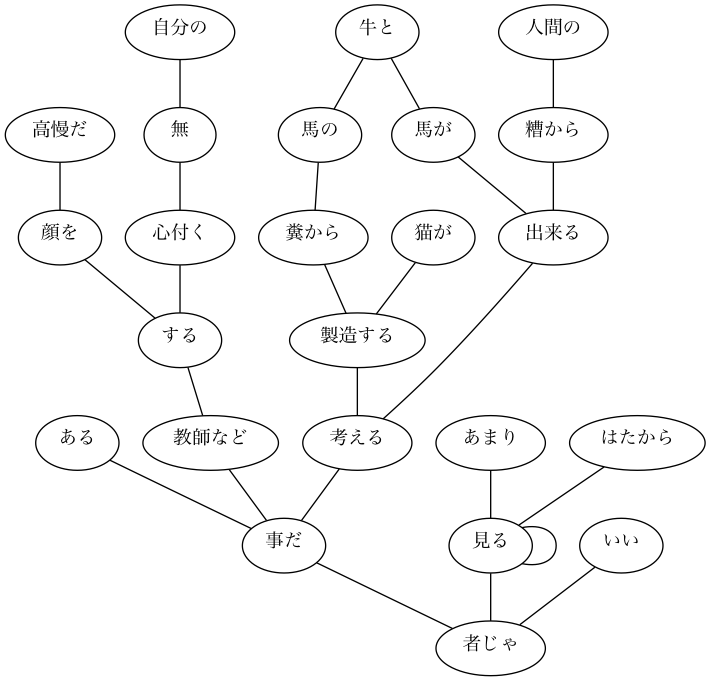 自分の 牛と 人間の
高慢だ 無 馬の 馬が 糟から
顔を 心付く 糞から 猫が 出来る
する 製造する
ある 教師など 考える あまり はたから
事だ 見る いい
者じゃ